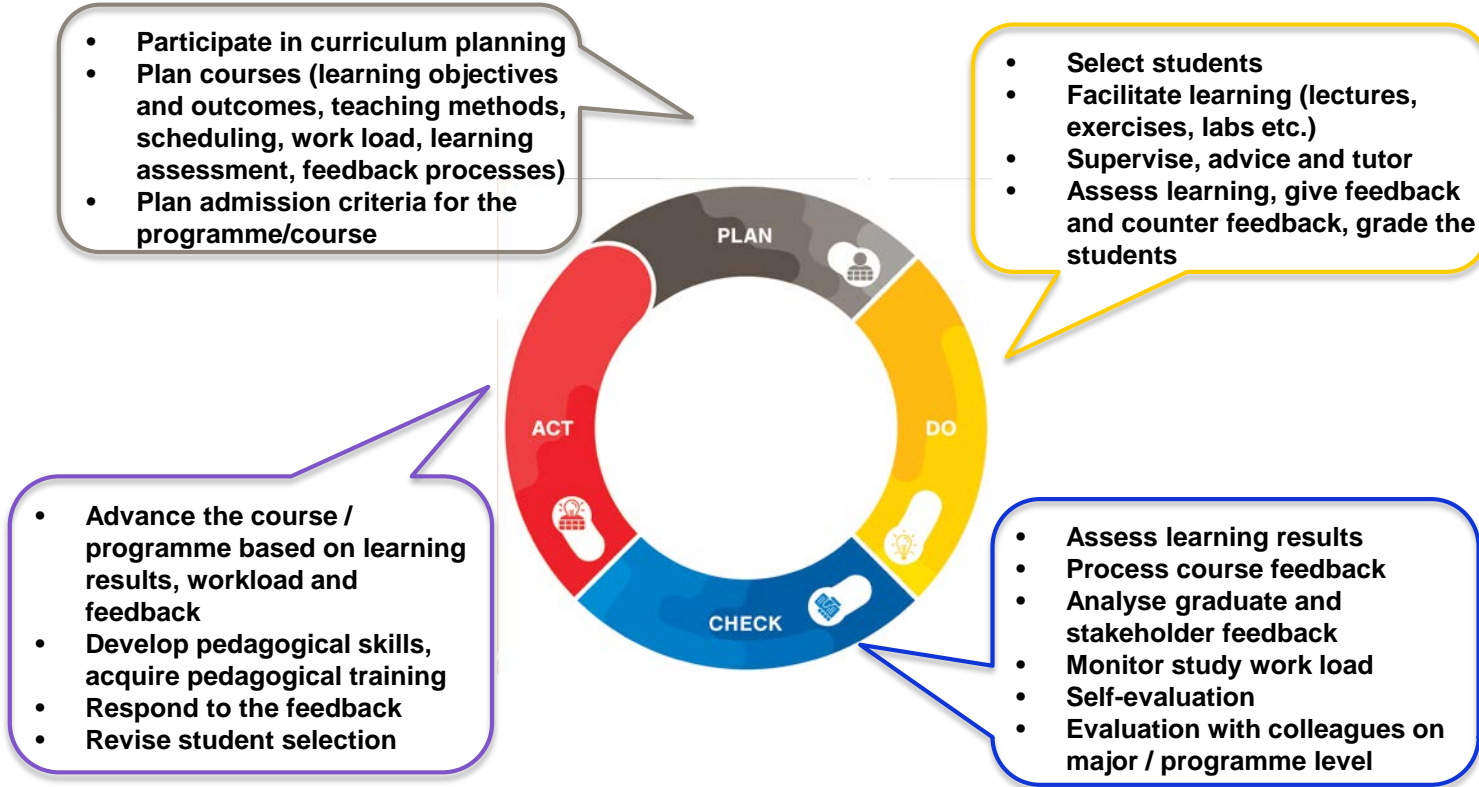 • Participate in curriculum planning
• Plan courses (learning objectives
and outcomes, teaching methods,
scheduling, work load, learning
assessment, feedback processes)
• Plan admission criteria for the
programme/course
• Select students
• Facilitate learning (lectures,
exercises, labs etc.)
• Supervise, advice and tutor
• Assess learning, give feedback
and counter feedback, grade the
students
PLAN
DO
CHECK
ACT
• Advance the course /
programme based on learning
results, workload and
feedback
• Develop pedagogical skills,
acquire pedagogical training
• Respond to the feedback
• Revise student selection
• Assess learning results
• Process course feedback
• Analyse graduate and
stakeholder feedback
• Monitor study work load
• Self-evaluation
• Evaluation with colleagues on
major / programme level